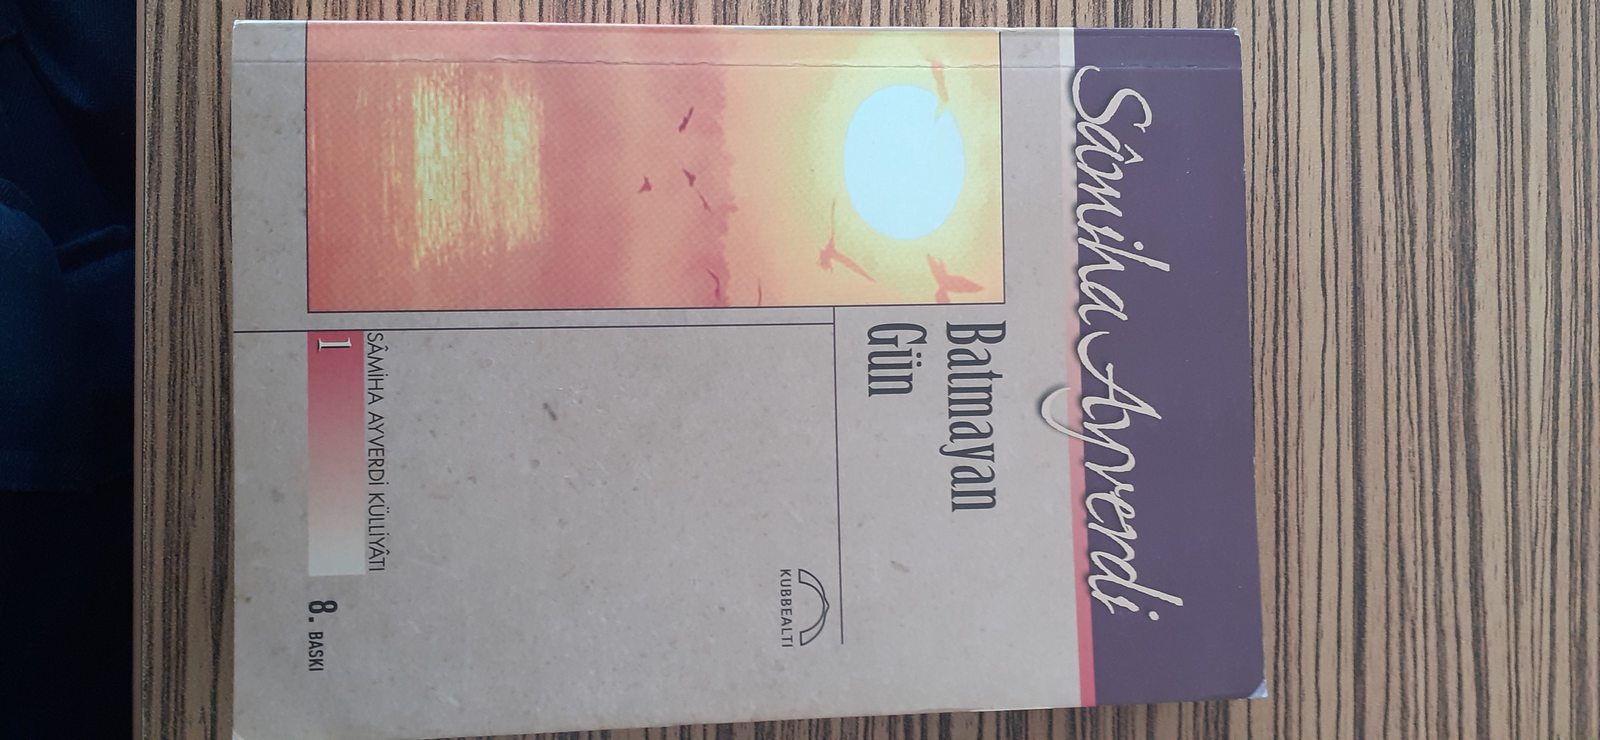 Sâmiha Ayverdi
Batmayan
Gün
KUBBEALTI
SÂMİHA AYVERDİ KÜLLİYÂTI
1
8. BASKI